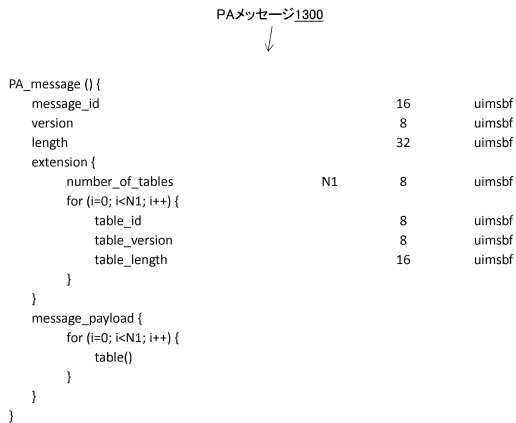 PAメッセージ1300
PA_message () {
message_id 16 uimsbf
version 8 uimsbf
length 32 uimsbf
extension {
number_of_tables N1 8 uimsbf
for (i=0; i<N1; i++) {
table_id 8 uimsbf
table_version 8 uimsbf
table_length 16 uimsbf
}
}
message_payload {
for (i=0; i<N1; i++) {
table()
}
}
}